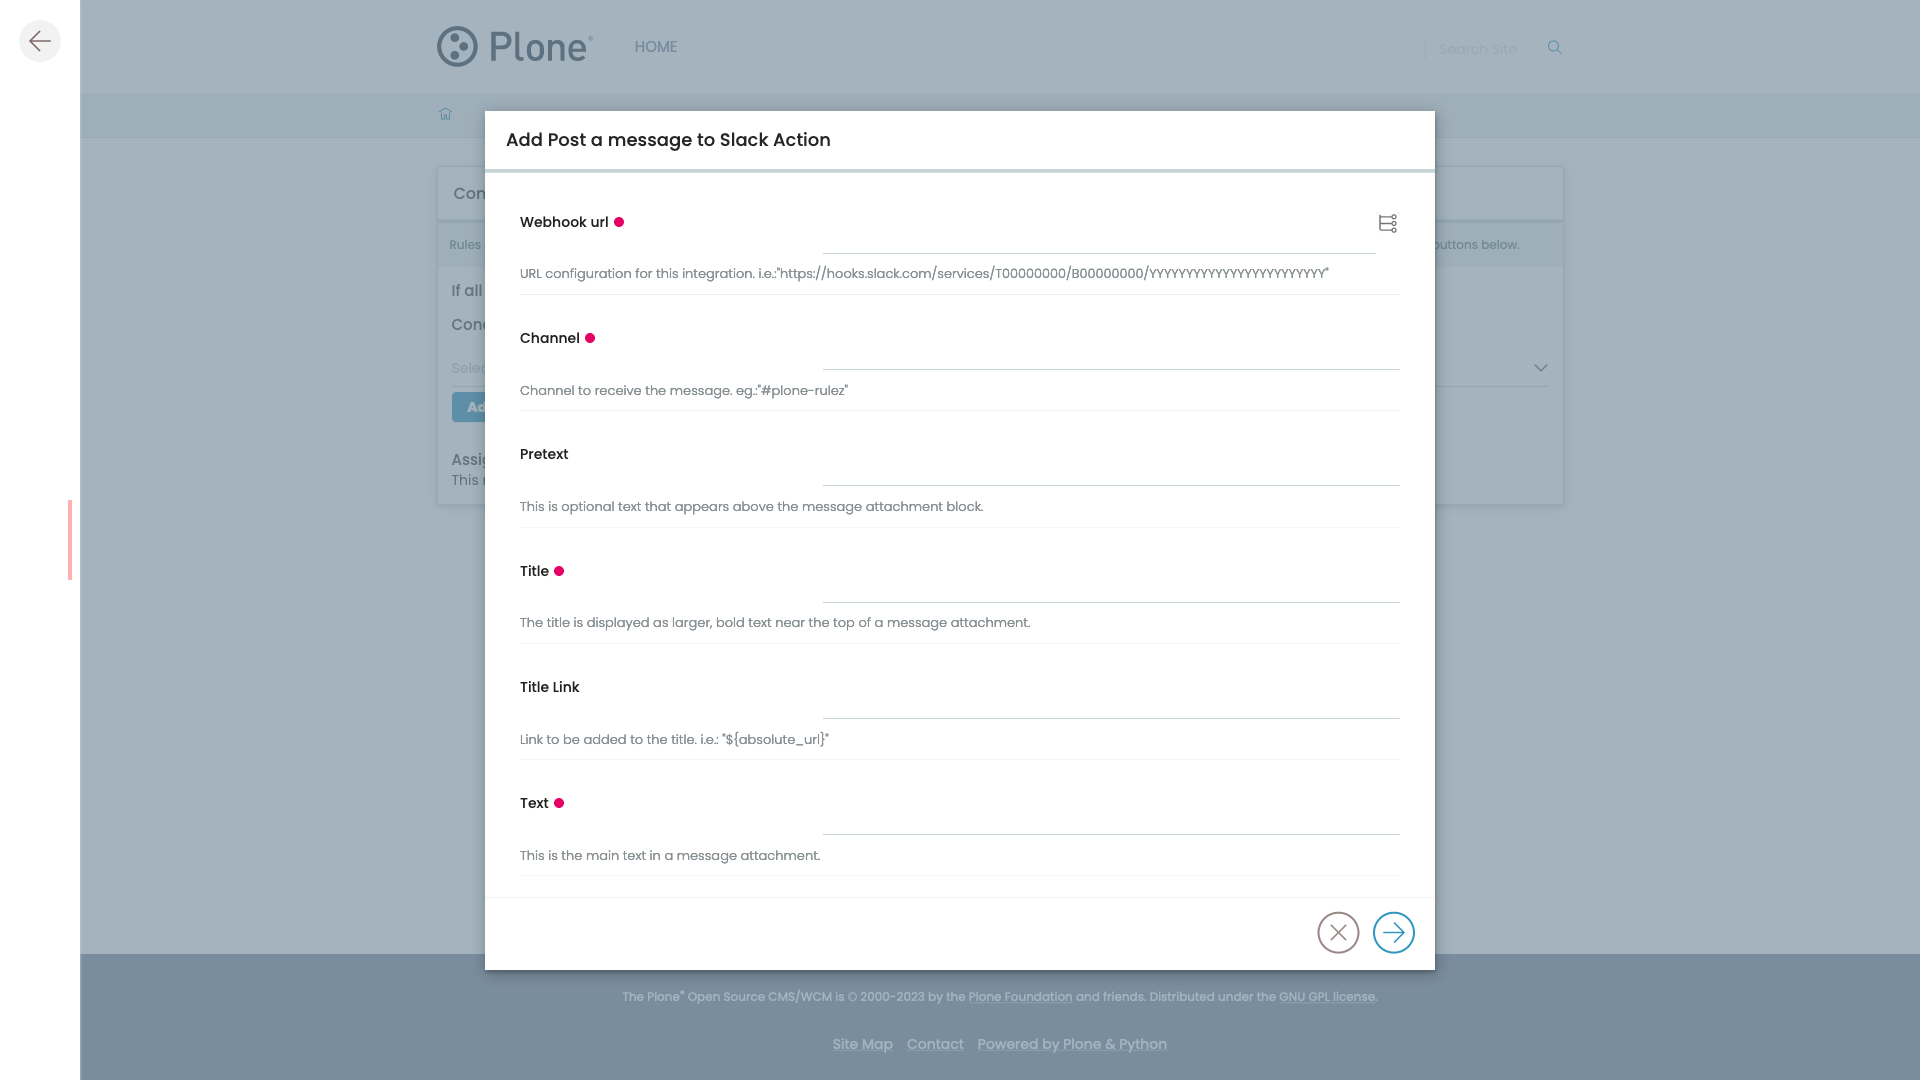 Plone®
HOME
Search Site
Add Post a message to Slack Action
Con
Rules
buttons below.
Webhook url
URL configuration for this integration. i.e.:"https://hooks.slack.com/services/T00000000/B00000000/YYYYYYYYYYYYYYYYYYYYYYYY"
If all
Channel
Channel to receive the message. eg.:"#plone-rulez"
Pretext
This is optional text that appears above the message attachment block.
This
Title
The title is displayed as larger, bold text near the top of a message attachment.
Title Link
Link to be added to the title. i.e.: "${absolute_url}"
Text
This is the main text in a message attachment.
The Plone® Open Source CMS/WCM is © 2000-2023 by the Plone Foundation and friends. Distributed under the GNU GPL license.
Site Map Contact Powered by Plone & Python